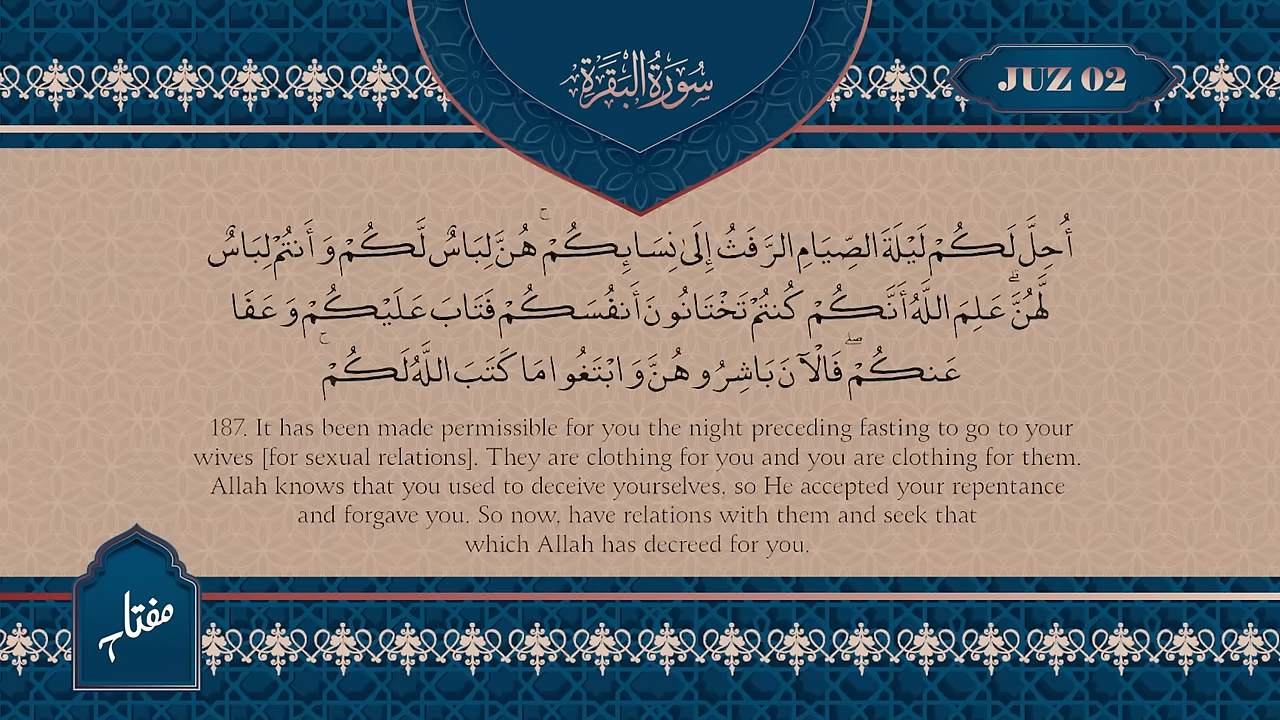 سُورَةُ الْبَقَرَةِ
JUZ 02
أُحِلَّ لَكُمْ لَيْلَةَ الصِّيَامِ الرَّفَثُ إِلَىٰ نِسَائِكُمْ ۚ هُنَّ لِبَاسٌ لَّكُمْ وَأَنتُمْ لِبَاسٌ
لَّهُنَّ ۗ عَلِمَ اللَّهُ أَنَّكُمْ كُنتُمْ تَخْتَانُونَ أَنفُسَكُمْ فَتَابَ عَلَيْكُمْ وَعَفَا
عَنكُمْ ۖ فَالْآنَ بَاشِرُوهُنَّ وَابْتَغُوا مَا كَتَبَ اللَّهُ لَكُمْ ۚ
187. It has been made permissible for you the night preceding fasting to go to your
wives [for sexual relations]. They are clothing for you and you are clothing for them.
Allah knows that you used to deceive yourselves, so He accepted your repentance
and forgave you. So now, have relations with them and seek that
which Allah has decreed for you.
مفتاح